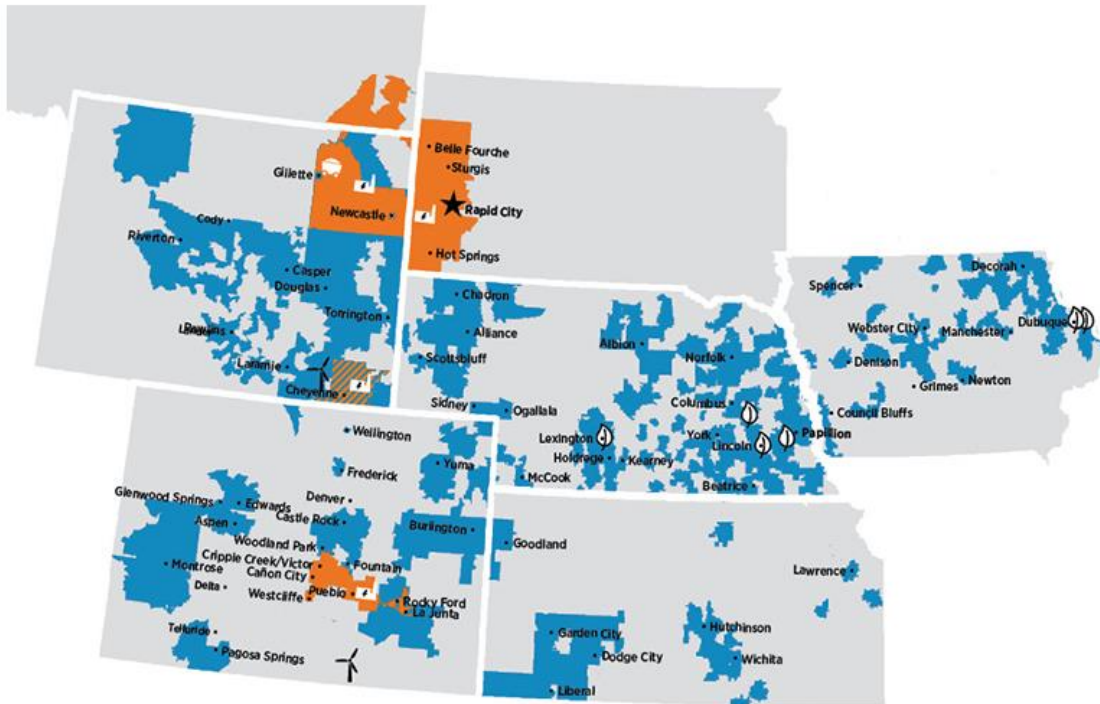 Belle Fourche
Sturgis
Gillette
Rapid City
Newcastle
Cody
Riverton
Hot Springs
Casper
Douglas
Torrington
Laramie
Cheyenne
Chadron
Alliance
Scottsbluff
Sidney
Ogallala
Albion
Norfolk
Columbus
Lexington
York
Lincoln
Papillion
Holdrege
Kearney
McCook
Beatrice
Decorah
Spencer
Webster City
Manchester
Dubuque
Denison
Newton
Grimes
Council Bluffs
Wellington
Frederick
Yuma
Denver
Glenwood Springs
Edwards
Castle Rock
Aspen
Burlington
Woodland Park
Cripple Creek/Victor
Fountain
Montrose
Cañon City
Delta
Pueblo
Westcliffe
Rocky Ford
La Junta
Telluride
Pagosa Springs
Goodland
Lawrence
Garden City
Hutchinson
Dodge City
Wichita
Liberal